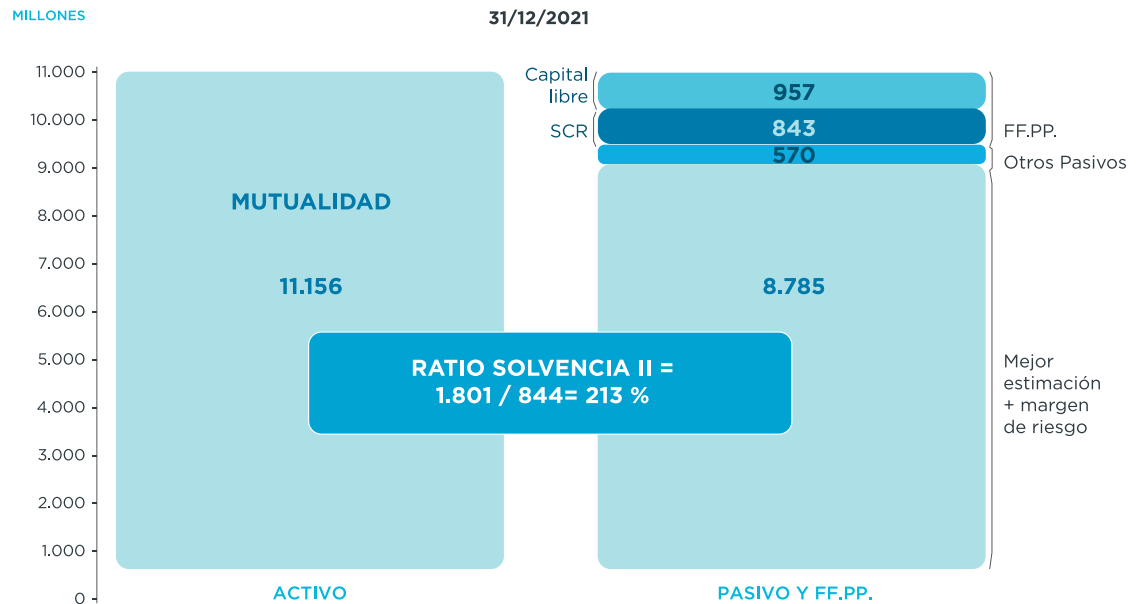 MILLONES
31/12/2021
11.000
10.000
9.000
8.000
7.000
6.000
5.000
4.000
3.000
2.000
1.000
0
MUTUALIDAD
11.156
ACTIVO
Capital
libre
SCR
957
843
570
8.785
FF.PP.
Otros Pasivos
Mejor
estimación
+ margen
de riesgo
PASIVO Y FF.PP.
RATIO SOLVENCIA II =
1.801 / 844= 213 %